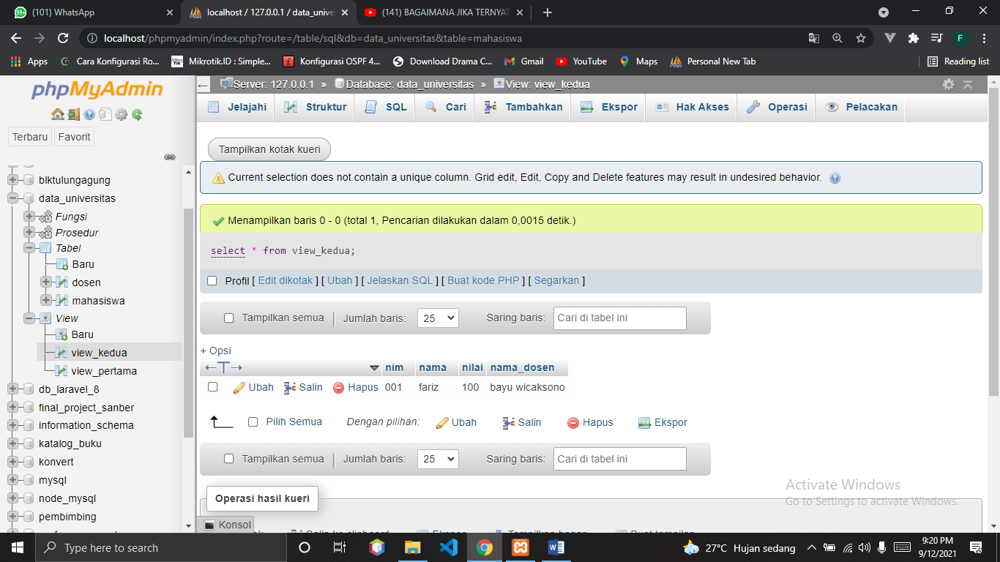 (101) WhatsApp
localhost / 127.0.0.1 / data_unive
(141) BAGAIMANA JIKA TERNYAT
localhost/phpmyadmin/index.php?route=/table/sql&db=data_universitas&table=mahasiswa
F
Apps
Cara Konfigurasi Ro...
Mikrotik.ID : Simple...
Konfigurasi OSPF 4...
Download Drama C...
Gmail
YouTube
Maps
Personal New Tab
Reading list
phpMyAdmin
Terbaru
Favorit
blktulungagung
data_universitas
Fungsi
Prosedur
Tabel
Baru
dosen
mahasiswa
View
Baru
view_kedua
view_pertama
db_laravel_8
final_project_sanber
information_schema
katalog_buku
konvert
mysql
node_mysql
pembimbing
Server: 127.0.0.1 » Database: data_universitas » View: view_kedua
Jelajahi
Struktur
SQL
Cari
Tambahkan
Ekspor
Hak Akses
Operasi
Pelacakan
Tampilkan kotak kueri
Current selection does not contain a unique column. Grid edit, Edit, Copy and Delete features may result in undesired behavior.
Menampilkan baris 0 - 0 (total 1, Pencarian dilakukan dalam 0,0015 detik.)
select * from view_kedua;
Profil [ Edit dikotak ] [ Ubah ] [ Jelaskan SQL ] [ Buat kode PHP ] [ Segarkan ]
Tampilkan semua | Jumlah baris: 25 Saring baris: Cari di tabel ini
+ Opsi
←T→ nim nama nilai nama_dosen
Ubah Salin Hapus 001 fariz 100 bayu wicaksono
Pilih Semua Dengan pilihan: Ubah Salin Hapus Ekspor
Tampilkan semua | Jumlah baris: 25 Saring baris: Cari di tabel ini
Operasi hasil kueri
Konsol
Salin ke clipboard
Ekspor
Tampilkan bagan
Buat tampilan
Activate Windows
Go to Settings to activate Windows.
Type here to search
27°C Hujan sedang
9:20 PM
9/12/2021